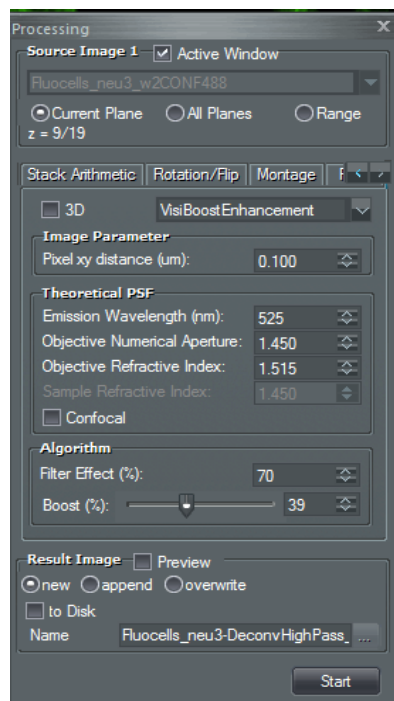 Processing x
Source Image 1 Active Window
Fluocells_neu3_w2CONF488
Current Plane All Planes Range
z = 9/19
Stack Arithmetic Rotation/Flip Montage
3D VisiBoostEnhancement
Image Parameter
Pixel xy distance (um): 0.100
Theoretical PSF
Emission Wavelength (nm): 525
Objective Numerical Aperture: 1.450
Objective Refractive Index: 1.515
Sample Refractive Index: 1.450
Confocal
Algorithm
Filter Effect (%): 70
Boost (%): 39
Result Image Preview
new append overwrite
to Disk
Name Fluocells_neu3-DeconvHighPass_ ...
Start